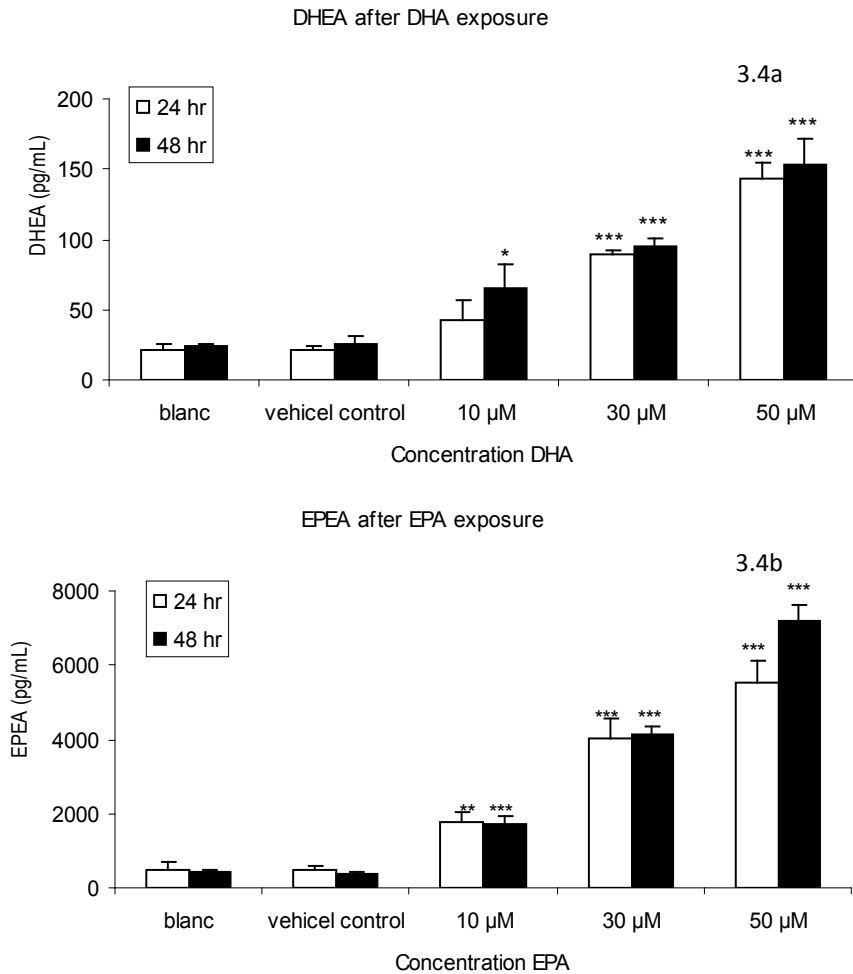 DHEA after DHA exposure
3.4a
24 hr
48 hr
DHEA (pg/mL)
200
150
100
50
0
*
***
***
***
***
blanc
vehicel control
10 µM
30 µM
50 µM
Concentration DHA
EPEA after EPA exposure
3.4b
24 hr
48 hr
EPEA (pg/mL)
8000
6000
4000
2000
0
**
***
***
***
***
***
blanc
vehicel control
10 µM
30 µM
50 µM
Concentration EPA